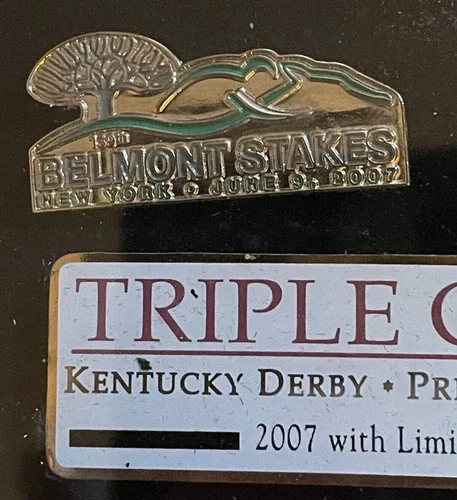 139th
BELMONT STAKES
NEW YORK • JUNE 9, 2007
TRIPLE
KENTUCKY DERBY * PR
2007 with Limi